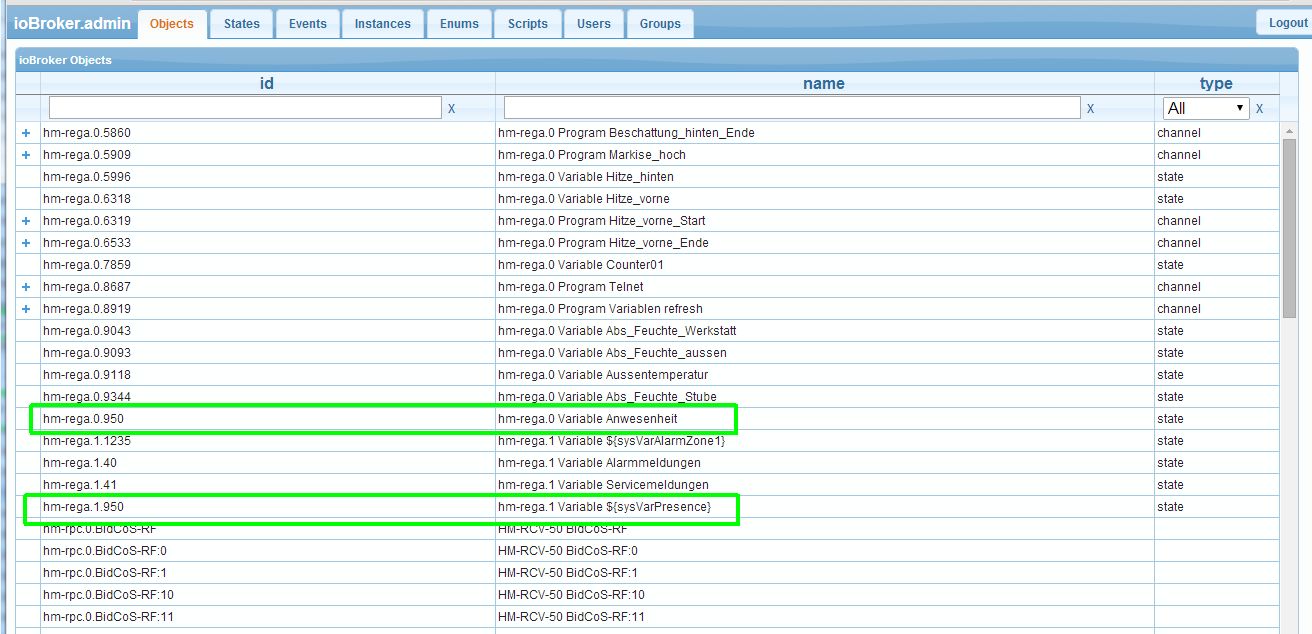 ioBroker.admin Objects States Events Instances Enums Scripts Users Groups Logout
ioBroker Objects
id name type
X X All X
+ hm-rega.0.5860 hm-rega.0 Program Beschattung_hinten_Ende channel
+ hm-rega.0.5909 hm-rega.0 Program Markise_hoch channel
hm-rega.0.5996 hm-rega.0 Variable Hitze_hinten state
hm-rega.0.6318 hm-rega.0 Variable Hitze_vorne state
+ hm-rega.0.6319 hm-rega.0 Program Hitze_vorne_Start channel
+ hm-rega.0.6533 hm-rega.0 Program Hitze_vorne_Ende channel
hm-rega.0.7859 hm-rega.0 Variable Counter01 state
+ hm-rega.0.8687 hm-rega.0 Program Telnet channel
+ hm-rega.0.8919 hm-rega.0 Program Variablen refresh channel
hm-rega.0.9043 hm-rega.0 Variable Abs_Feuchte_Werkstatt state
hm-rega.0.9093 hm-rega.0 Variable Abs_Feuchte_aussen state
hm-rega.0.9118 hm-rega.0 Variable Aussentemperatur state
hm-rega.0.9344 hm-rega.0 Variable Abs_Feuchte_Stube state
hm-rega.0.950 hm-rega.0 Variable Anwesenheit state
hm-rega.1.1235 hm-rega.1 Variable ${sysVarAlarmZone1} state
hm-rega.1.40 hm-rega.1 Variable Alarmmeldungen state
hm-rega.1.41 hm-rega.1 Variable Servicemeldungen state
hm-rega.1.950 hm-rega.1 Variable ${sysVarPresence} state
hm-rpc.0.BidCoS-RF HM-RCV-50 BidCoS-RF
hm-rpc.0.BidCoS-RF:0 HM-RCV-50 BidCoS-RF:0
hm-rpc.0.BidCoS-RF:1 HM-RCV-50 BidCoS-RF:1
hm-rpc.0.BidCoS-RF:10 HM-RCV-50 BidCoS-RF:10
hm-rpc.0.BidCoS-RF:11 HM-RCV-50 BidCoS-RF:11